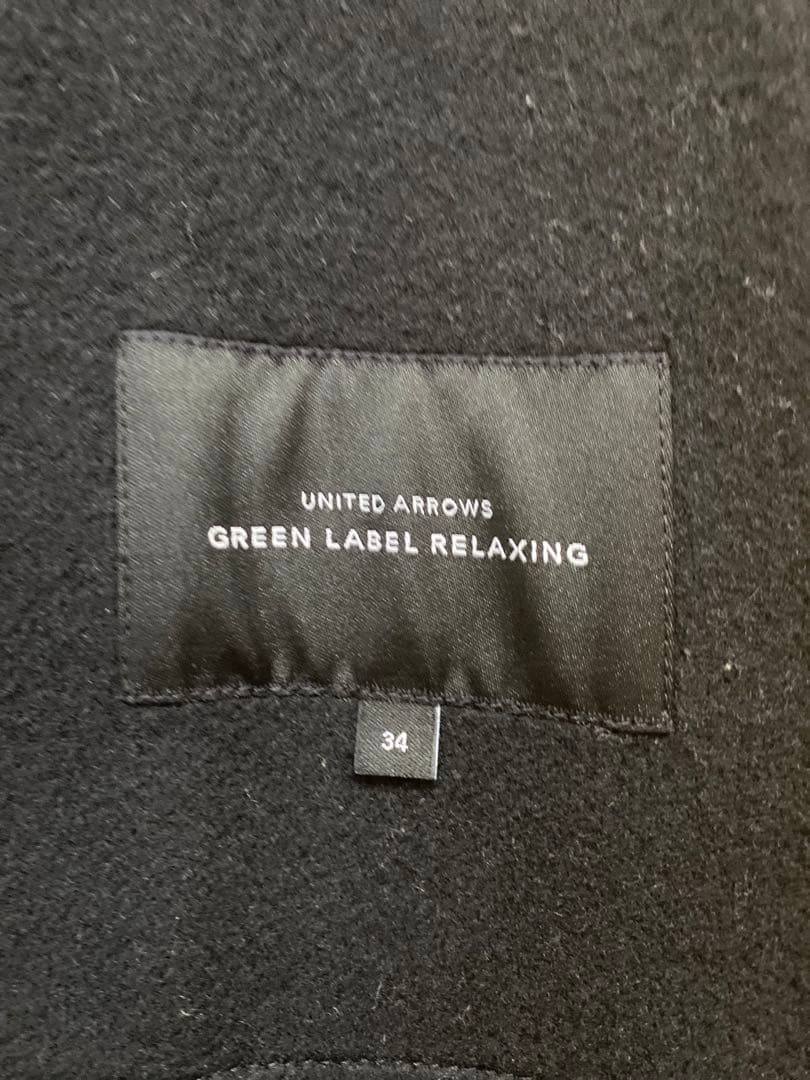 UNITED ARROWS
GREEN LABEL RELAXING
34